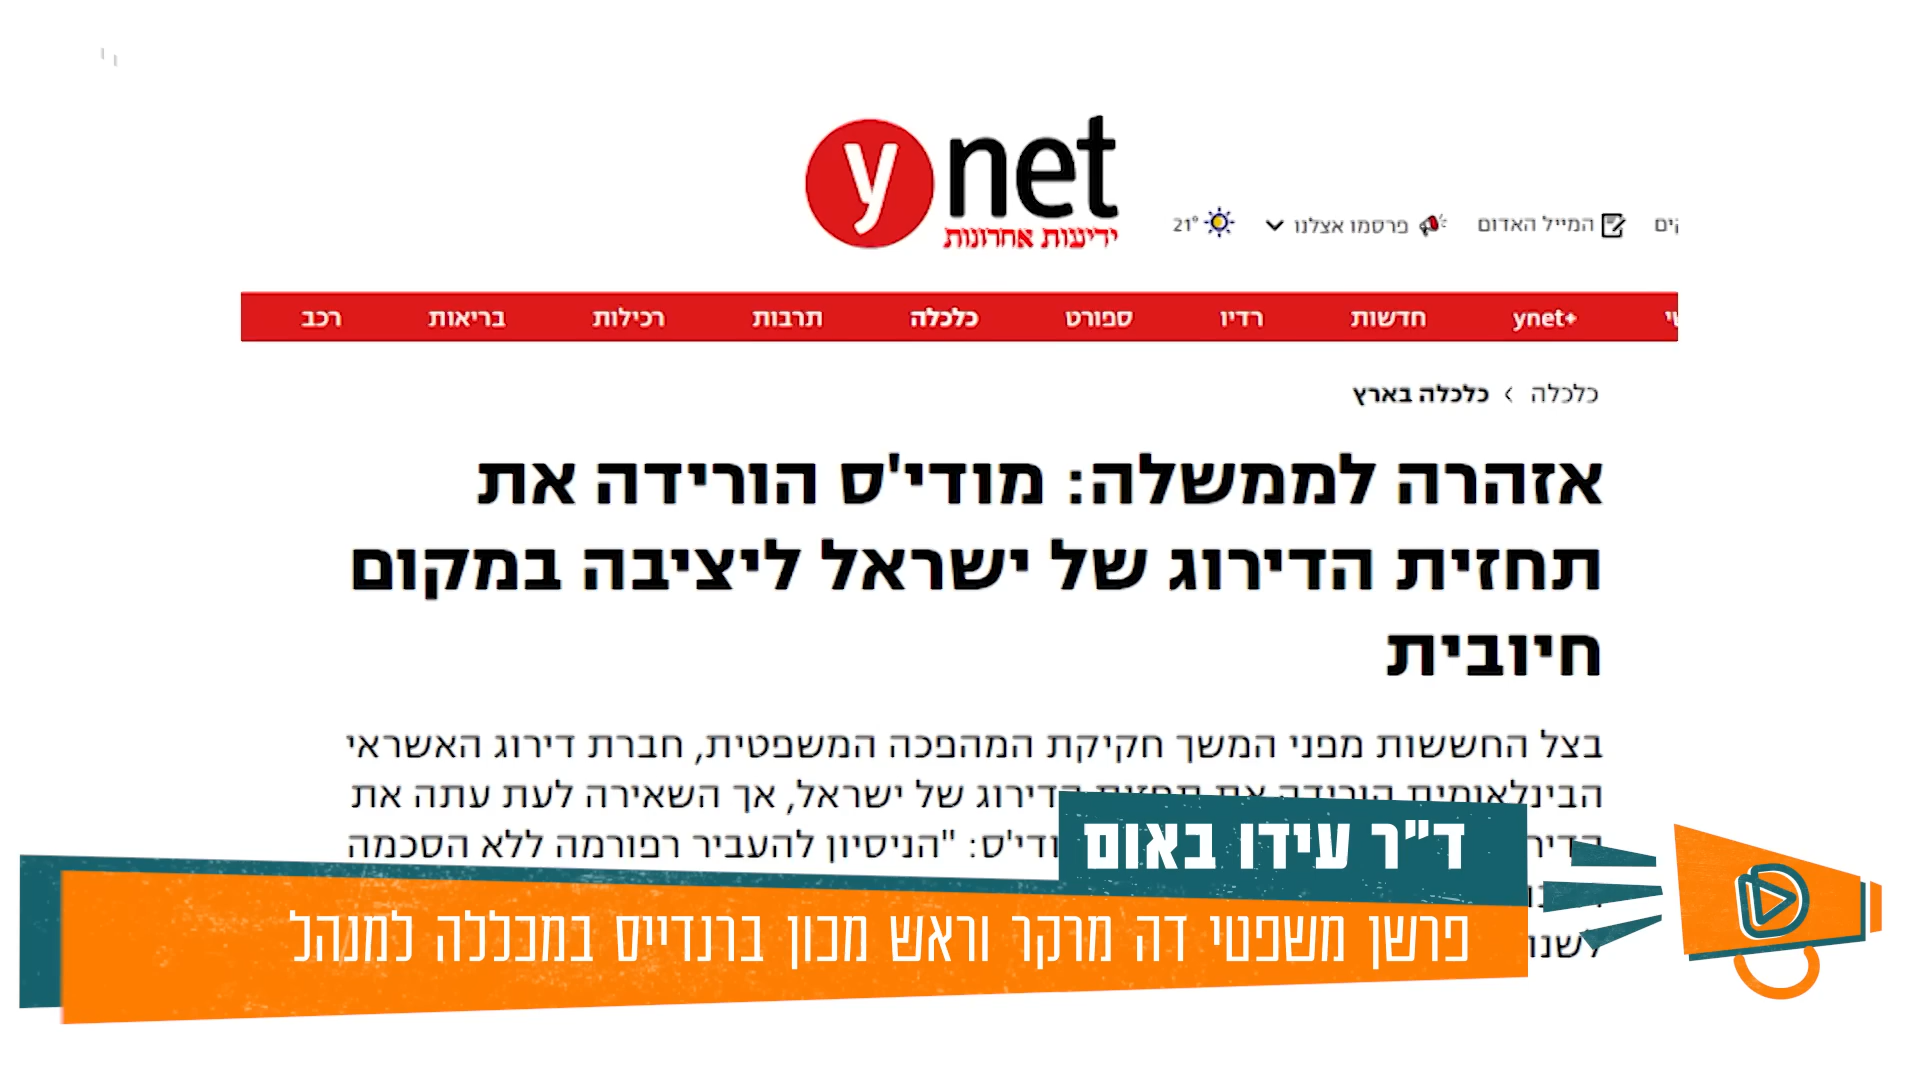 ynet
ידיעות אחרונות
המייל האדום
פרסמו אצלנו
21°
ynet+
חדשות
רדיו
ספורט
כלכלה
תרבות
רכילות
בריאות
רכב
כלכלה › כלכלה בארץ
אזהרה לממשלה: מודי'ס הורידה את
תחזית הדירוג של ישראל ליציבה במקום
חיובית
בצל החששות מפני המשך חקיקת המהפכה המשפטית, חברת דירוג האשראי
הבינלאומית הורידה את תחזית הדירוג של ישראל, אך השאירה לעת עתה את
"הניסיון להעביר רפורמה ללא הסכמה
ד"ר עידו באום
פרשן משפטי דה מרקר וראש מכון ברנדייס במכללה למנהל